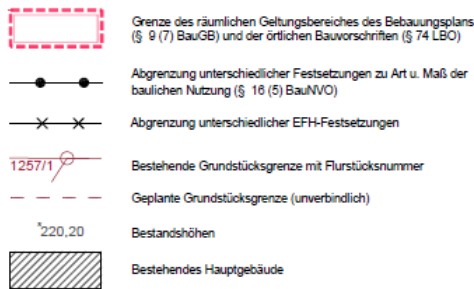 Grenze des räumlichen Geltungsbereiches des Bebauungsplans
(§ 9 (7) BauGB) und der örtlichen Bauvorschriften (§ 74 LBO)
Abgrenzung unterschiedlicher Festsetzungen zu Art u. Maß der
baulichen Nutzung (§ 16 (5) BauNVO)
Abgrenzung unterschiedlicher EFH-Festsetzungen
1257/1 Bestehende Grundstücksgrenze mit Flurstücksnummer
Geplante Grundstücksgrenze (unverbindlich)
220,20 Bestandshöhen
Bestehendes Hauptgebäude